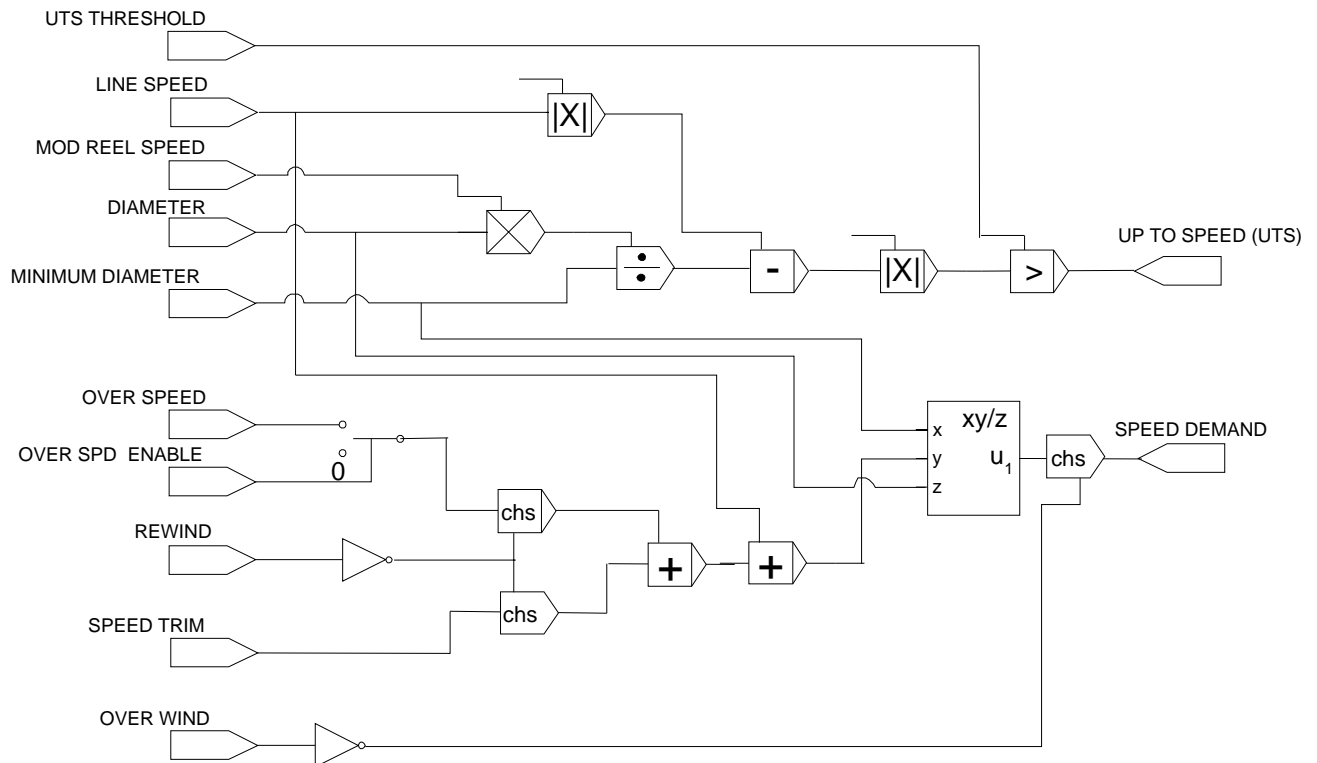 UTS THRESHOLD
LINE SPEED
|X|
MOD REEL SPEED
DIAMETER
UP TO SPEED (UTS)
MINIMUM DIAMETER
÷
-
|X|
>
OVER SPEED
OVER SPD ENABLE
0
xy/z
x
y
z
u1
chs
SPEED DEMAND
chs
REWIND
+
+
chs
SPEED TRIM
OVER WIND